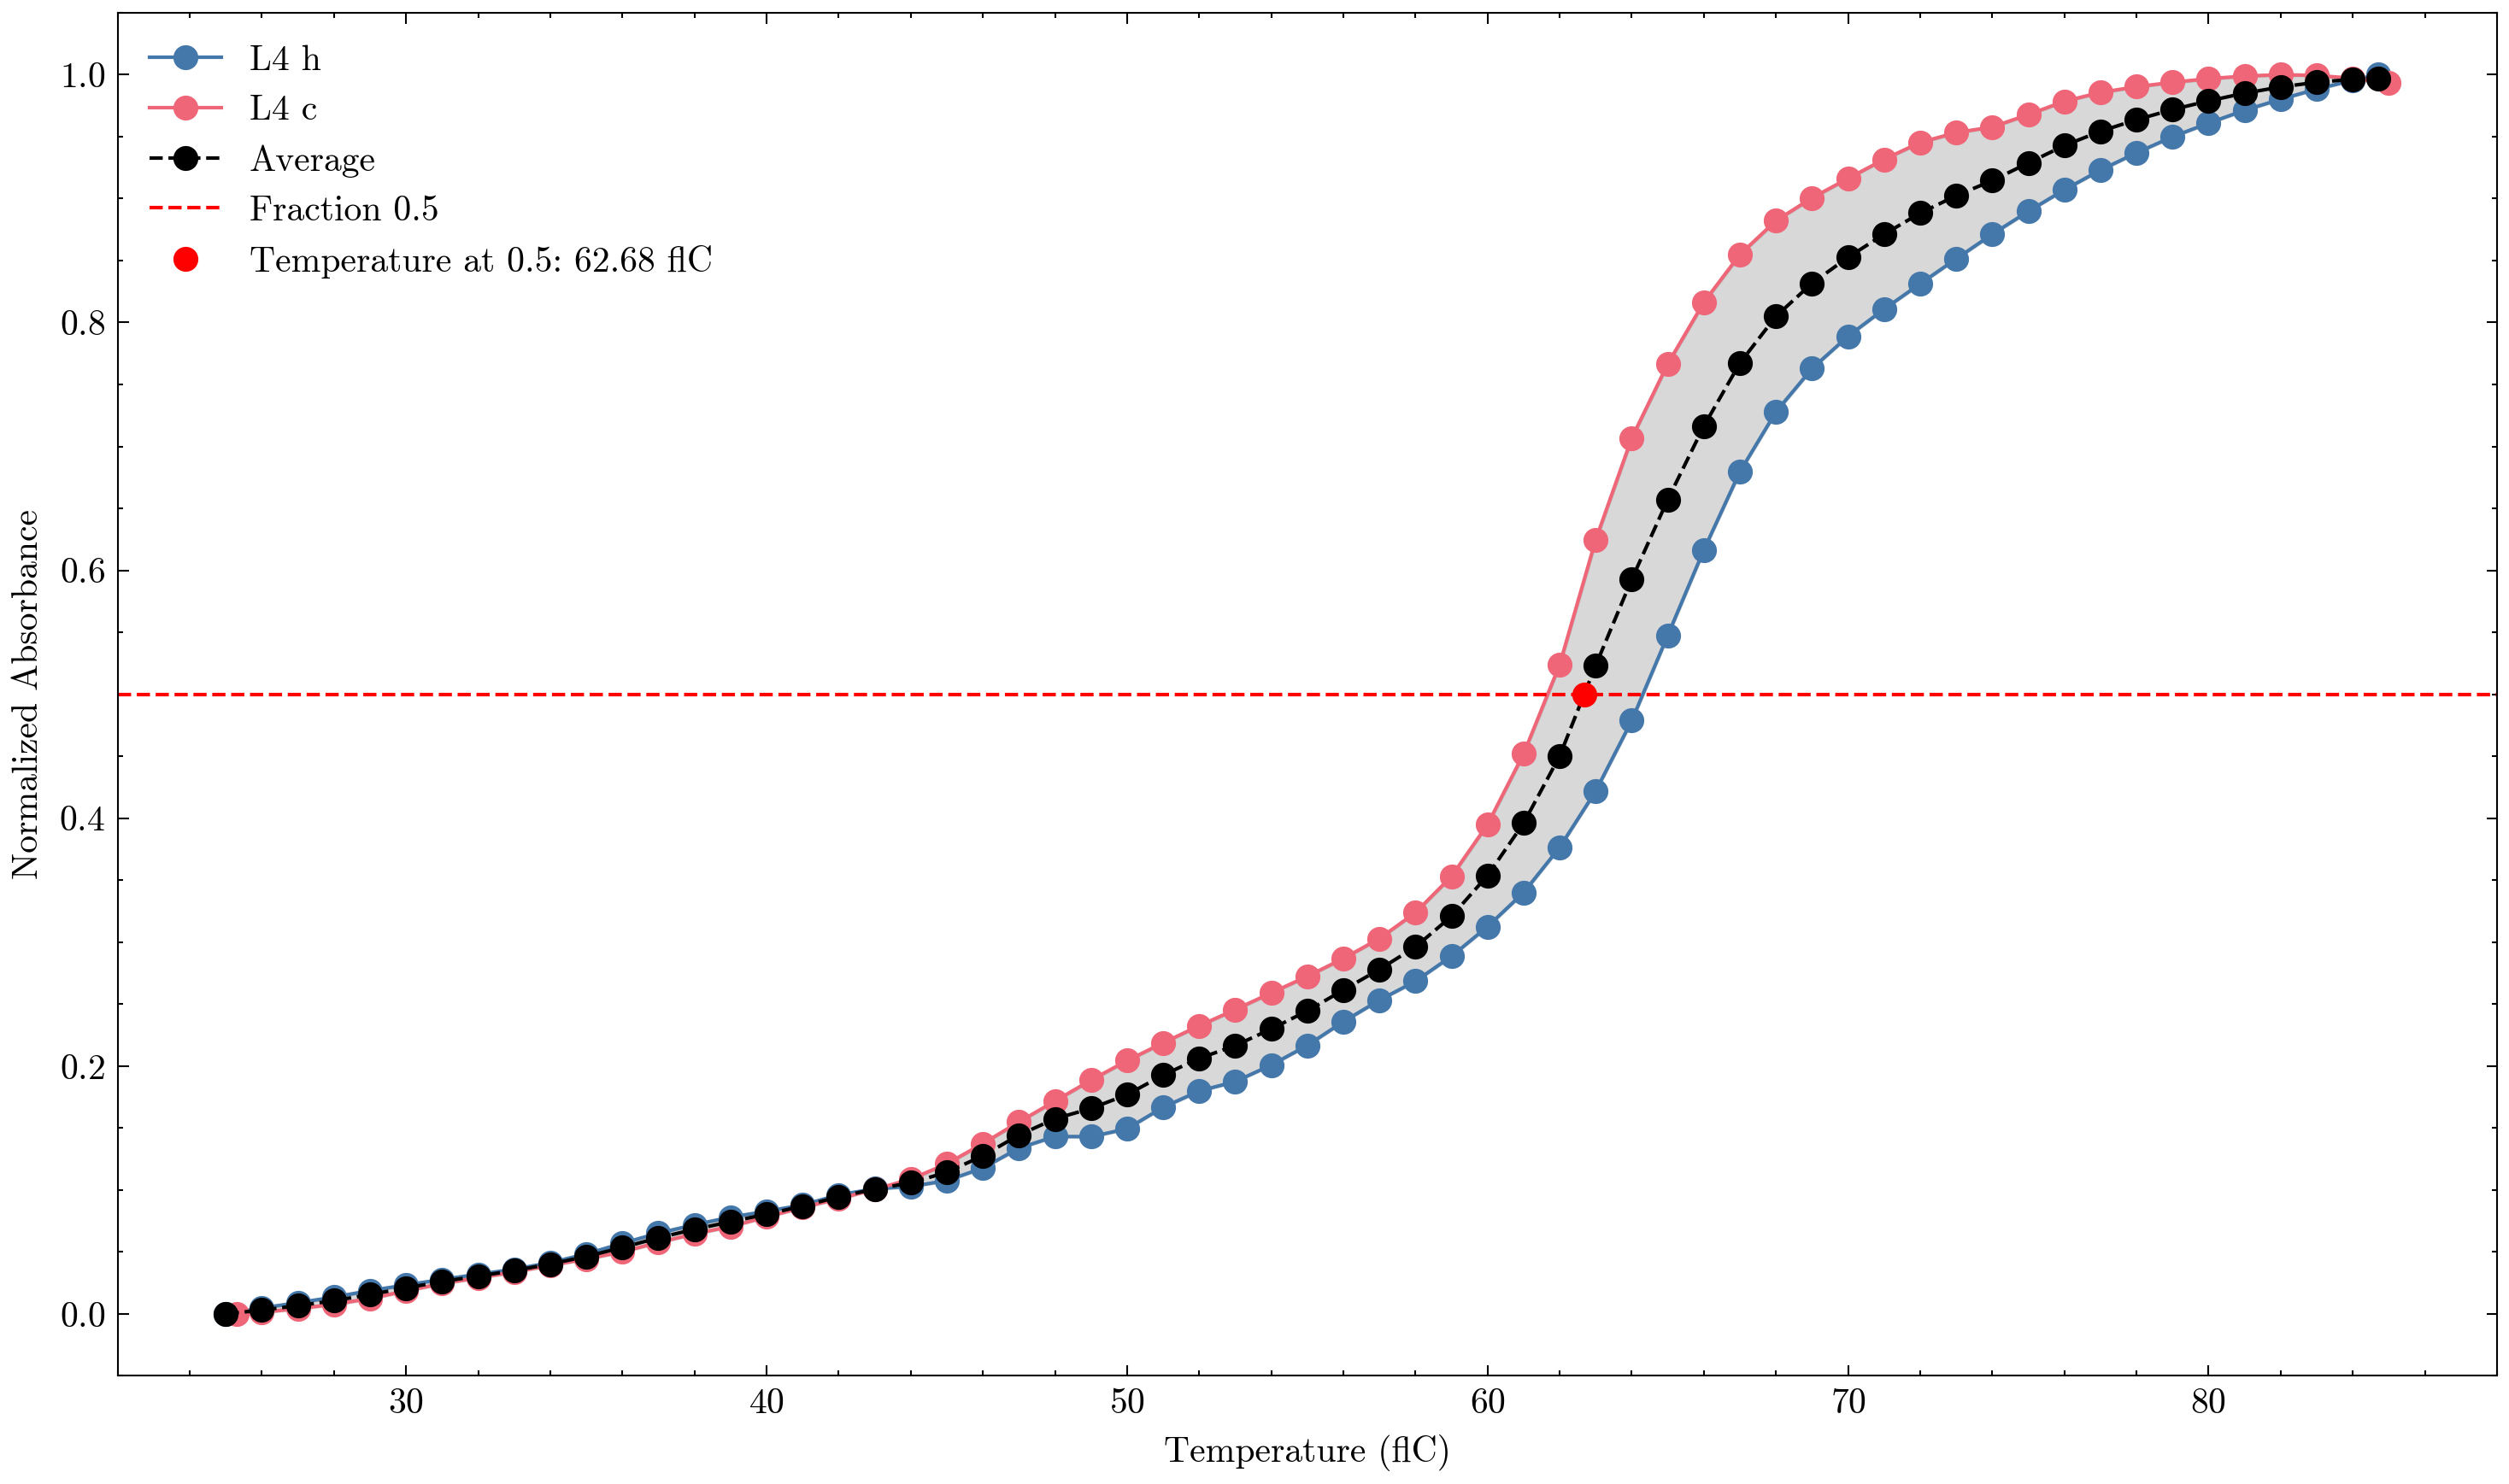 L4 h
L4 c
Average
Fraction 0.5
Temperature at 0.5: 62.68 flC
1.0
0.8
0.6
0.4
0.2
0.0
Normalized Absorbance
30 40 50 60 70 80
Temperature (flC)